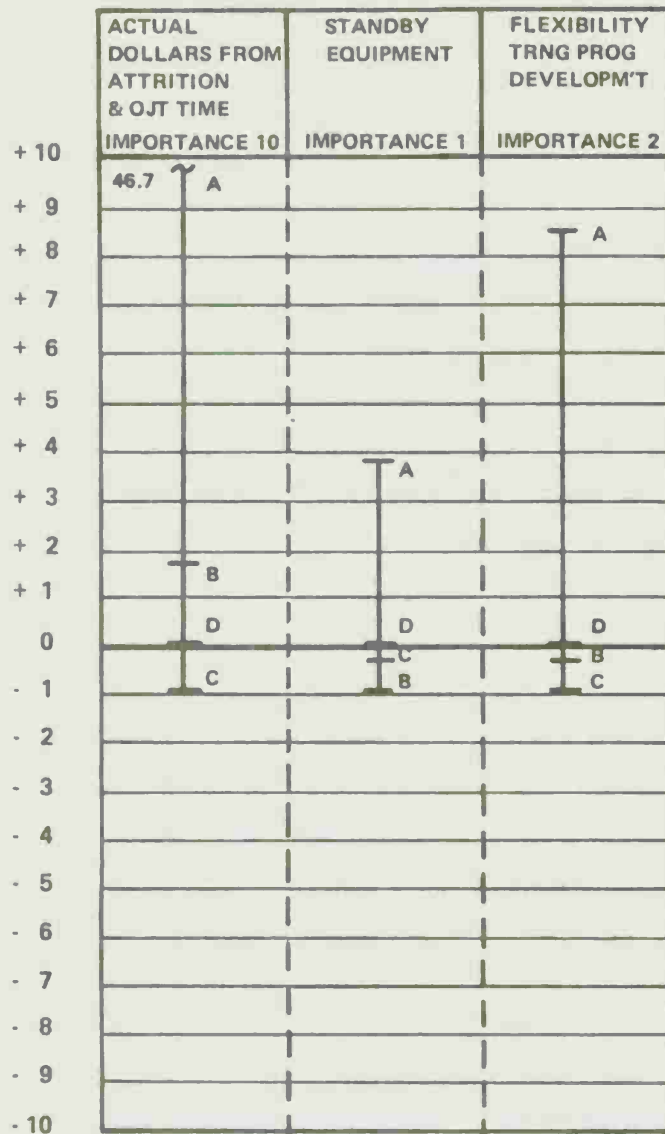 ACTUAL
DOLLARS FROM
ATTRITION
& OJT TIME
IMPORTANCE 10
STANDBY
EQUIPMENT
IMPORTANCE 1
FLEXIBILITY
TRNG PROG
DEVELOPM'T
IMPORTANCE 2
+ 10
46.7 A
+ 9
A
+ 8
+ 7
+ 6
+ 5
+ 4
A
+ 3
+ 2
B
+ 1
D D D
0
C B
C B C
- 1
- 2
- 3
- 4
- 5
- 6
- 7
- 8
- 9
- 10